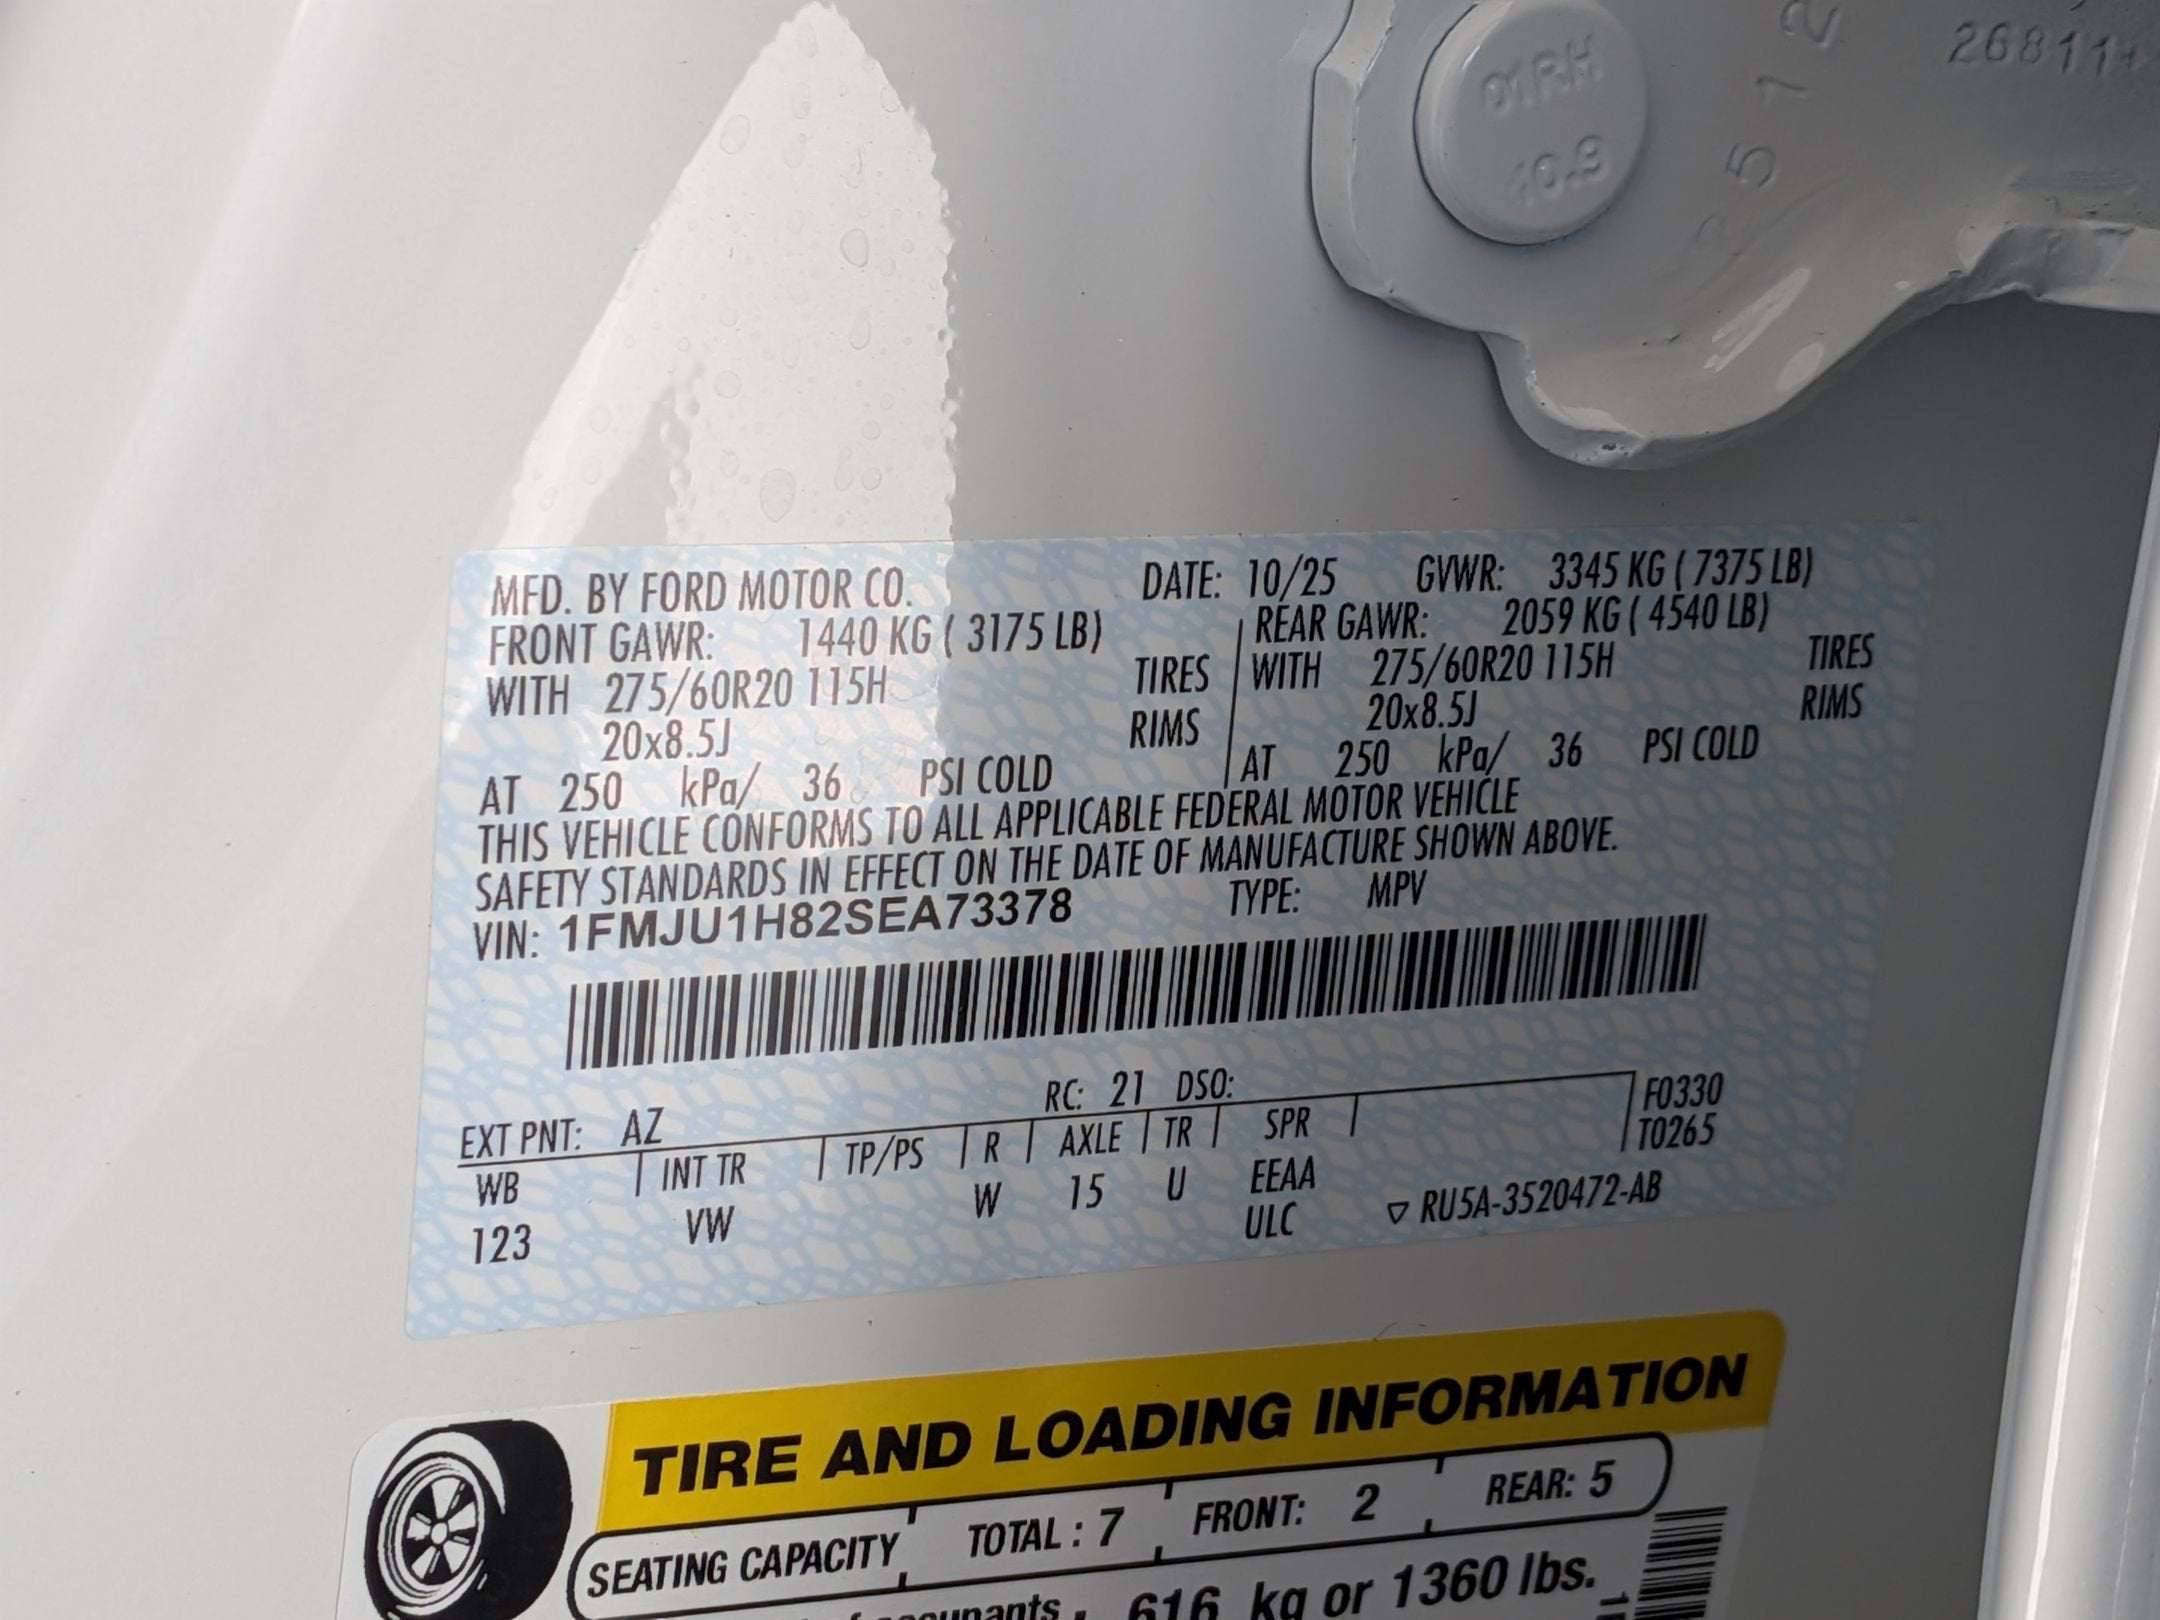 01RH
10.9
512
26811
MFD. BY FORD MOTOR CO. DATE: 10/25 GVWR: 3345 KG ( 7375 LB)
FRONT GAWR: 1440 KG ( 3175 LB) REAR GAWR: 2059 KG ( 4540 LB)
WITH 275/60R20 115H TIRES WITH 275/60R20 115H TIRES
20x8.5J RIMS 20x8.5J RIMS
AT 250 kPa/ 36 PSI COLD AT 250 kPa/ 36 PSI COLD
THIS VEHICLE CONFORMS TO ALL APPLICABLE FEDERAL MOTOR VEHICLE
SAFETY STANDARDS IN EFFECT ON THE DATE OF MANUFACTURE SHOWN ABOVE.
VIN: 1FMJU1H82SEA73378 TYPE: MPV
EXT PNT: AZ RC: 21 DSO: F0330
WB INT TR TP/PS R AXLE TR SPR T0265
123 VW W 15 U EEAA
ULC ▽ RU5A-3520472-AB
TIRE AND LOADING INFORMATION
SEATING CAPACITY TOTAL : 7 FRONT: 2 REAR: 5
occupants 616 kg or 1360 lbs.